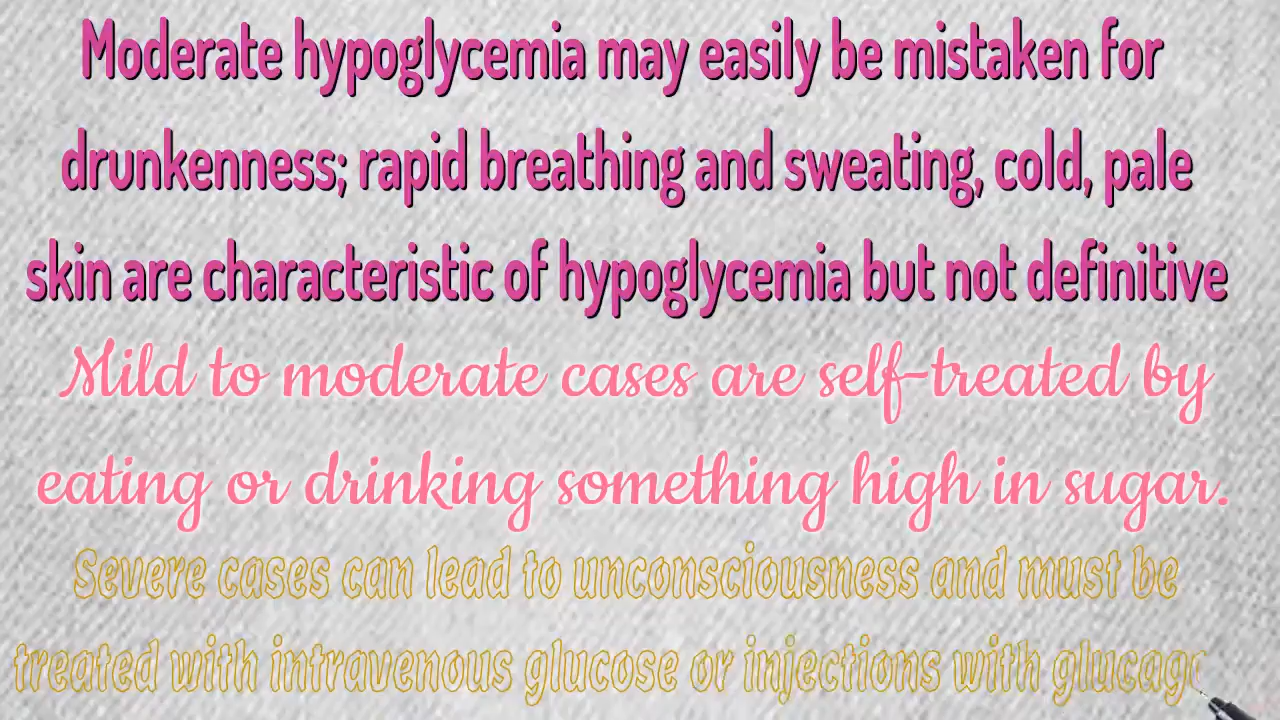 Moderate hypoglycemia may easily be mistaken for
drunkenness; rapid breathing and sweating, cold, pale
skin are characteristic of hypoglycemia but not definitive
Mild to moderate cases are self-treated by
eating or drinking something high in sugar.
Severe cases can lead to unconsciousness and must be
treated with intravenous glucose or injections with glucago